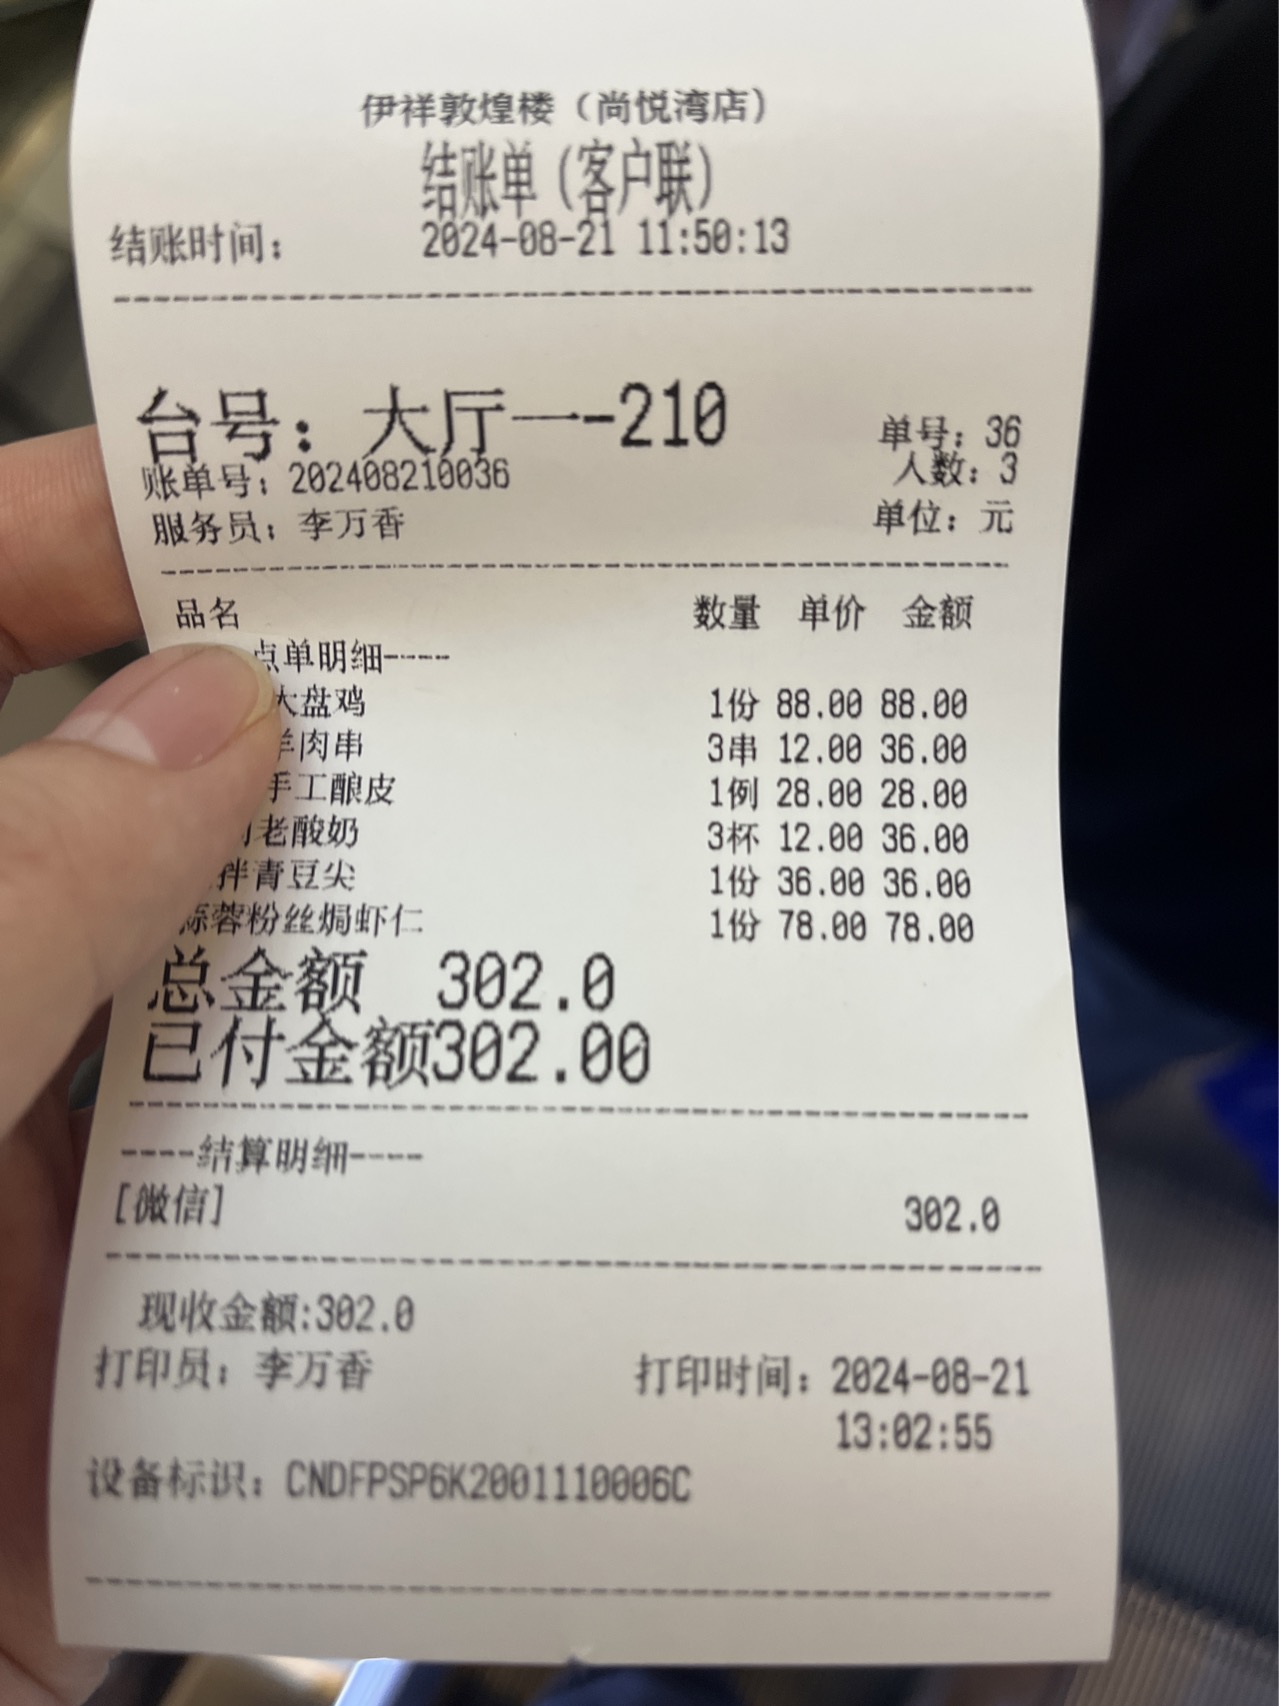 伊祥敦煌楼（尚悦湾店）
结账单（客户联）
结账时间： 2024-08-21 11:50:13
台号：大厅一-210
单号：36
账单号：202408210036 人数：3
服务员：李万香 单位：元
品名 数量 单价 金额
点单明细----
大盘鸡 1份 88.00 88.00
羊肉串 3串 12.00 36.00
手工酿皮 1例 28.00 28.00
老酸奶 3杯 12.00 36.00
拌青豆尖 1份 36.00 36.00
蒜蓉粉丝焗虾仁 1份 78.00 78.00
总金额 302.0
已付金额302.00
----结算明细----
[微信] 302.0
现收金额:302.0
打印员：李万香 打印时间：2024-08-21
13:02:55
设备标识：CNDFPSP6K2001110006C